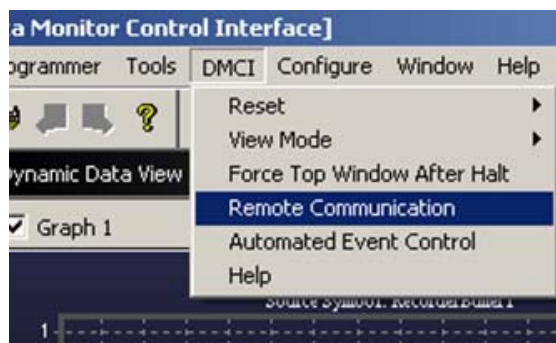 a Monitor Control Interface]
ogrammer Tools DMCI Configure Window Help
Reset
View Mode
ynamic Data View
Force Top Window After Halt
Remote Communication
Graph 1
Automated Event Control
Help
1